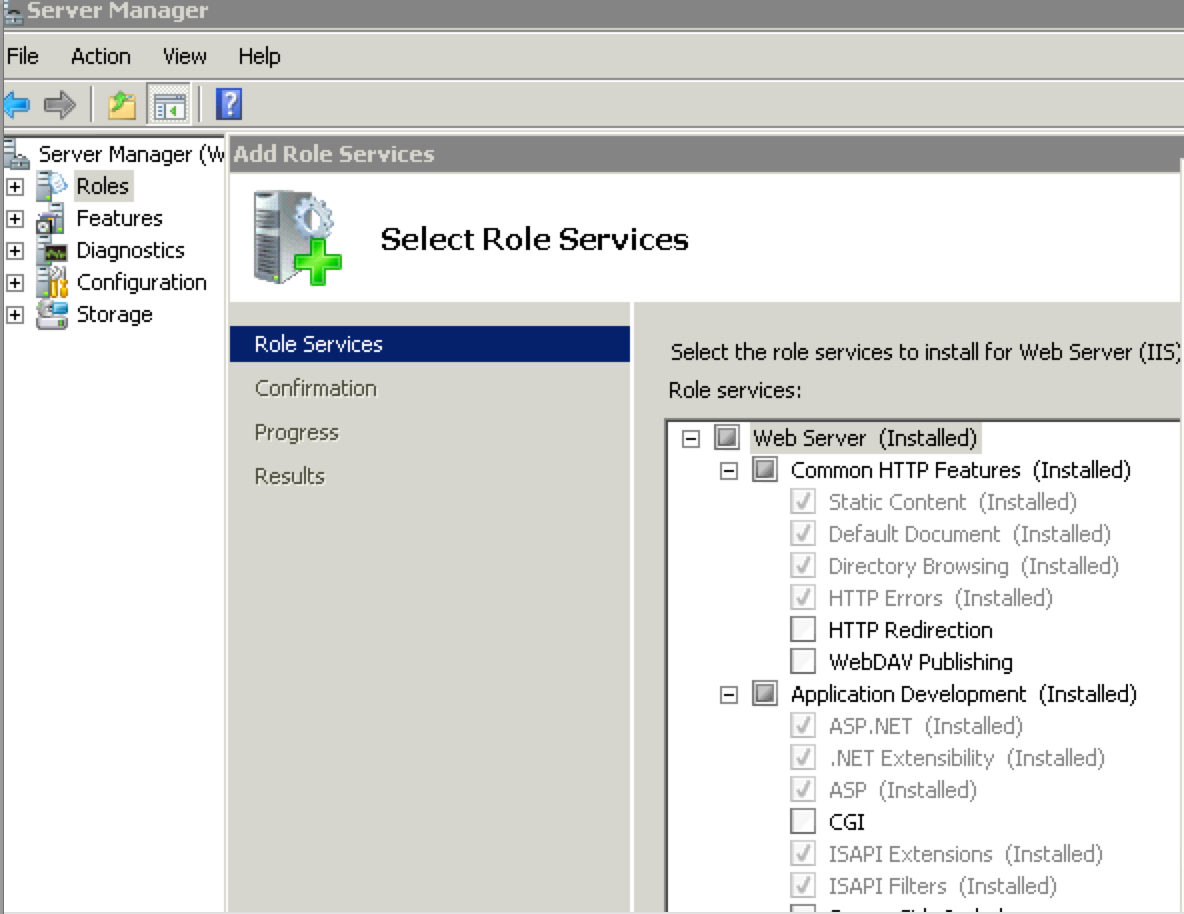 Server Manager
File Action View Help
Server Manager (W
Roles
Features
Diagnostics
Configuration
Storage
Add Role Services
Select Role Services
Role Services
Confirmation
Progress
Results
Select the role services to install for Web Server (IIS)
Role services:
Web Server (Installed)
Common HTTP Features (Installed)
Static Content (Installed)
Default Document (Installed)
Directory Browsing (Installed)
HTTP Errors (Installed)
HTTP Redirection
WebDAV Publishing
Application Development (Installed)
ASP.NET (Installed)
.NET Extensibility (Installed)
ASP (Installed)
CGI
ISAPI Extensions (Installed)
ISAPI Filters (Installed)